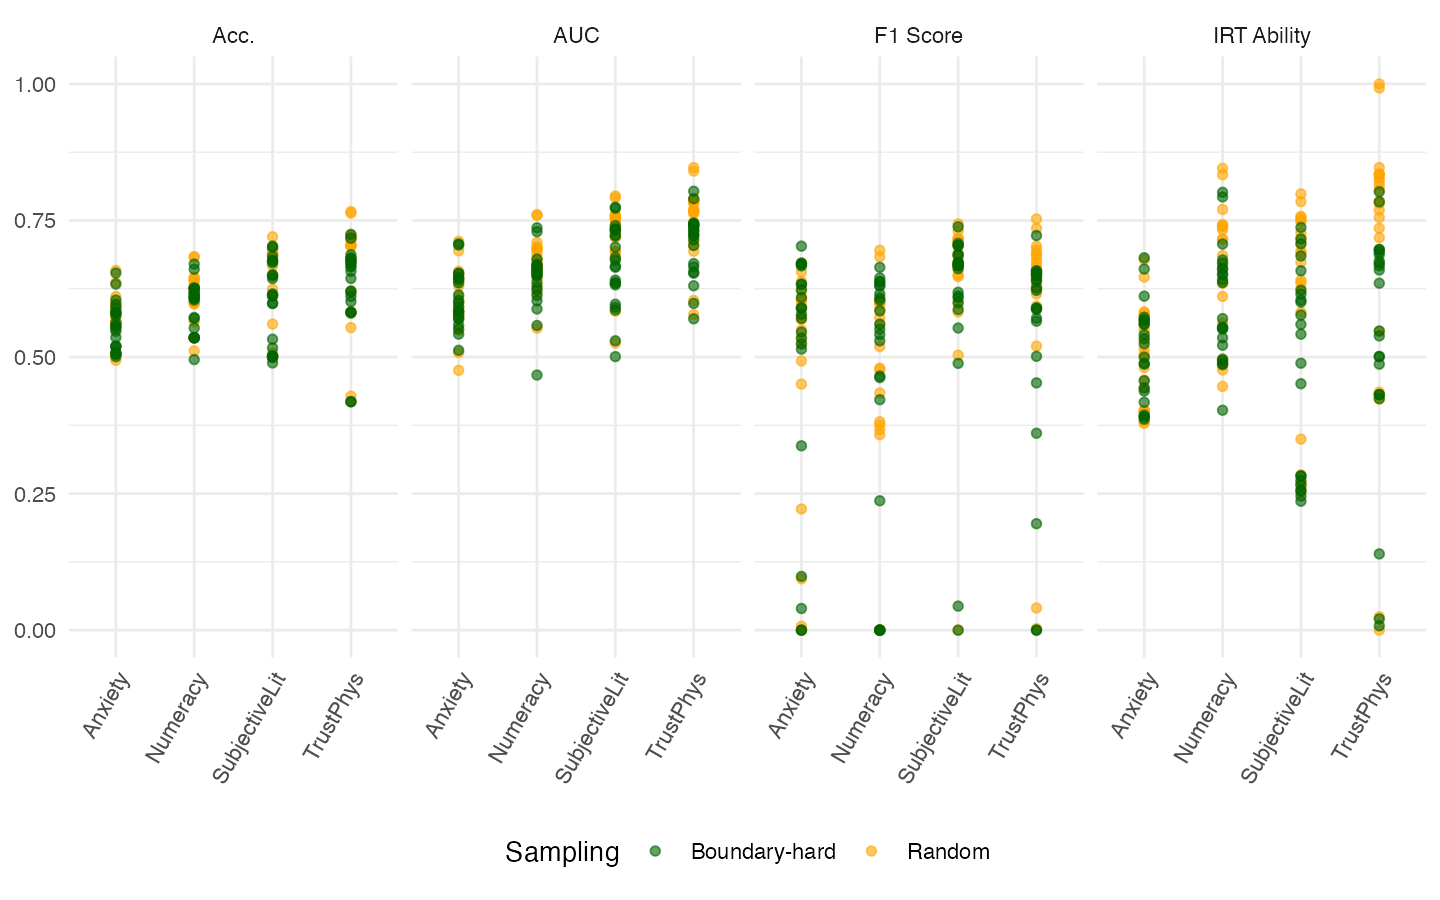 Acc. AUC F1 Score IRT Ability
1.00
0.75
0.50
0.25
0.00
Anxiety Numeracy SubjectiveLit TrustPhys Anxiety Numeracy SubjectiveLit TrustPhys Anxiety Numeracy SubjectiveLit TrustPhys Anxiety Numeracy SubjectiveLit TrustPhys
Sampling Boundary-hard Random